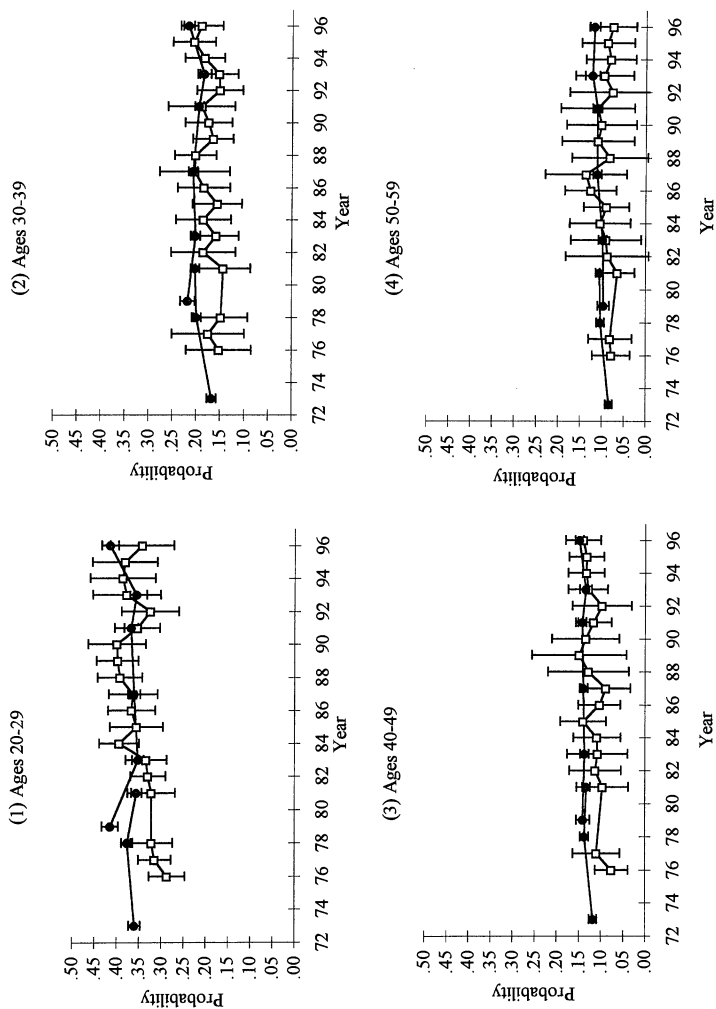 (1) Ages 20-29
Probability
.50
.45
.40
.35
.30
.25
.20
.15
.10
.05
.00
72 74 76 78 80 82 84 86 88 90 92 94 96
Year
(2) Ages 30-39
Probability
.50
.45
.40
.35
.30
.25
.20
.15
.10
.05
.00
72 74 76 78 80 82 84 86 88 90 92 94 96
Year
(3) Ages 40-49
Probability
.50
.45
.40
.35
.30
.25
.20
.15
.10
.05
.00
72 74 76 78 80 82 84 86 88 90 92 94 96
Year
(4) Ages 50-59
Probability
.50
.45
.40
.35
.30
.25
.20
.15
.10
.05
.00
72 74 76 78 80 82 84 86 88 90 92 94 96
Year